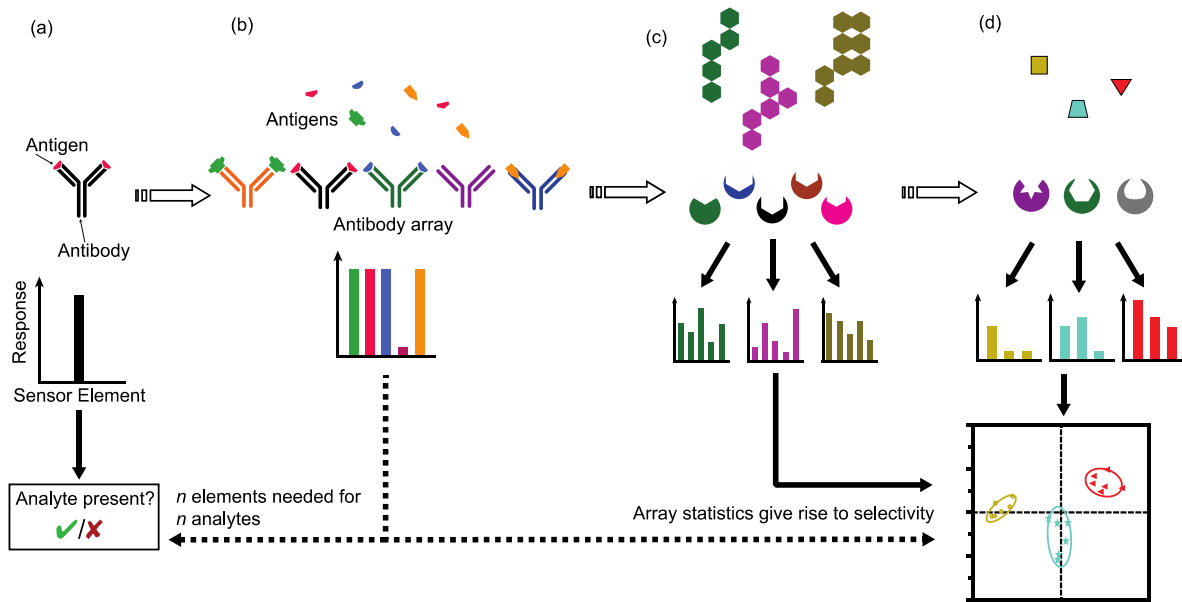 (a)
(b)
(c)
(d)
Antigens
Antigen
Antibody array
Antibody
Response
Sensor Element
Analyte present?
✔/✘
n elements needed for
n analytes
Array statistics give rise to selectivity